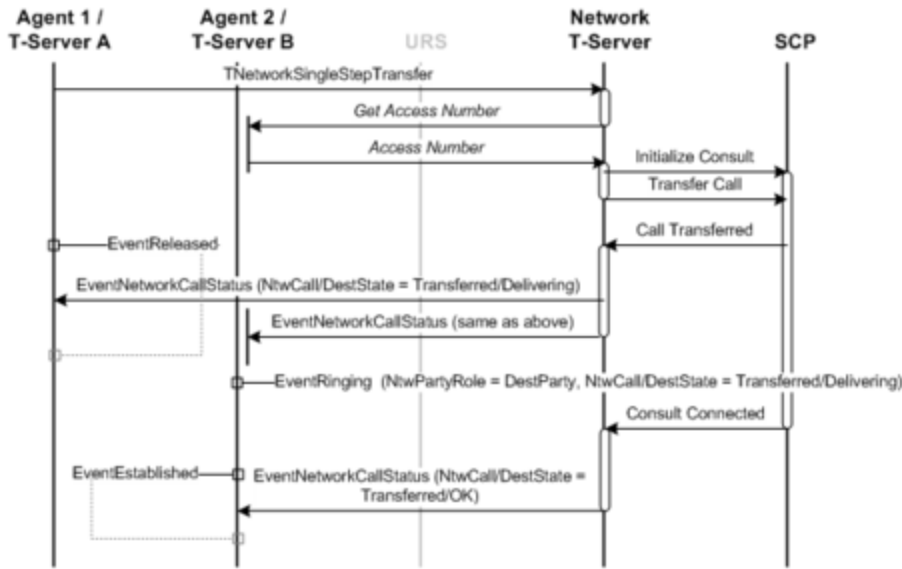 Agent 1 /
T-Server A
Agent 2 /
T-Server B
URS
Network
T-Server
SCP
TNetworkSingleStepTransfer
Get Access Number
Access Number
Initialize Consult
Transfer Call
Call Transferred
EventReleased
EventNetworkCallStatus (NtwCall/DestState = Transferred/Delivering)
EventNetworkCallStatus (same as above)
EventRinging (NtwPartyRole = DestParty, NtwCall/DestState = Transferred/Delivering)
Consult Connected
EventEstablished
EventNetworkCallStatus (NtwCall/DestState =
Transferred/OK)